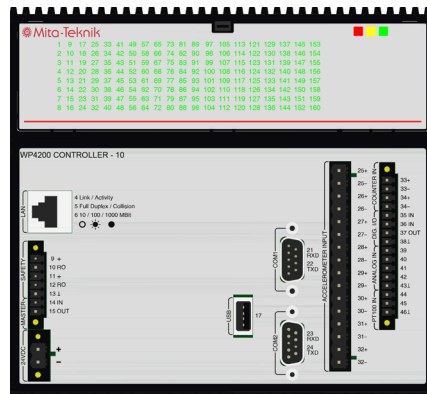 Mita-Teknik
1 9 17 25 33 41 49 57 65 73 81 89 97 105 113 121 129 137 145 153
2 10 18 26 34 42 50 58 66 74 82 90 98 106 114 122 130 138 146 154
3 11 19 27 35 43 51 59 67 75 83 91 99 107 115 123 131 139 147 155
4 12 20 28 36 44 52 60 68 76 84 92 100 108 116 124 132 140 148 156
5 13 21 29 37 45 53 61 69 77 85 93 101 109 117 125 133 141 149 157
6 14 22 30 38 46 54 62 70 78 86 94 102 110 118 126 134 142 150 158
7 15 23 31 39 47 55 63 71 79 87 95 103 111 119 127 135 143 151 159
8 16 24 32 40 48 56 64 72 80 88 96 104 112 120 128 136 144 152 160
WP4200 CONTROLLER - 10
LAN
4 Link / Activity
5 Full Duplex / Collision
6 10 / 100 / 1000 MBit
SAFETY
MASTER
9 +
10 RO
11 +
12 RO
13 ⊥
14 IN
15 OUT
24VDC
+
-
USB
17
COM1
21 RXD
22 TXD
COM2
23 RXD
24 TXD
ACCELEROMETER INPUT
25+
25-
26+
26-
27+
27-
28+
28-
29+
29-
30+
30-
31+
31-
32+
32-
COUNTER IN
DIG. I/O
ANALOG IN
PT100 IN
33+
33-
34+
34-
35 IN
36 IN
37 OUT
38⊥
39
40
41
42
43⊥
44
45
46⊥